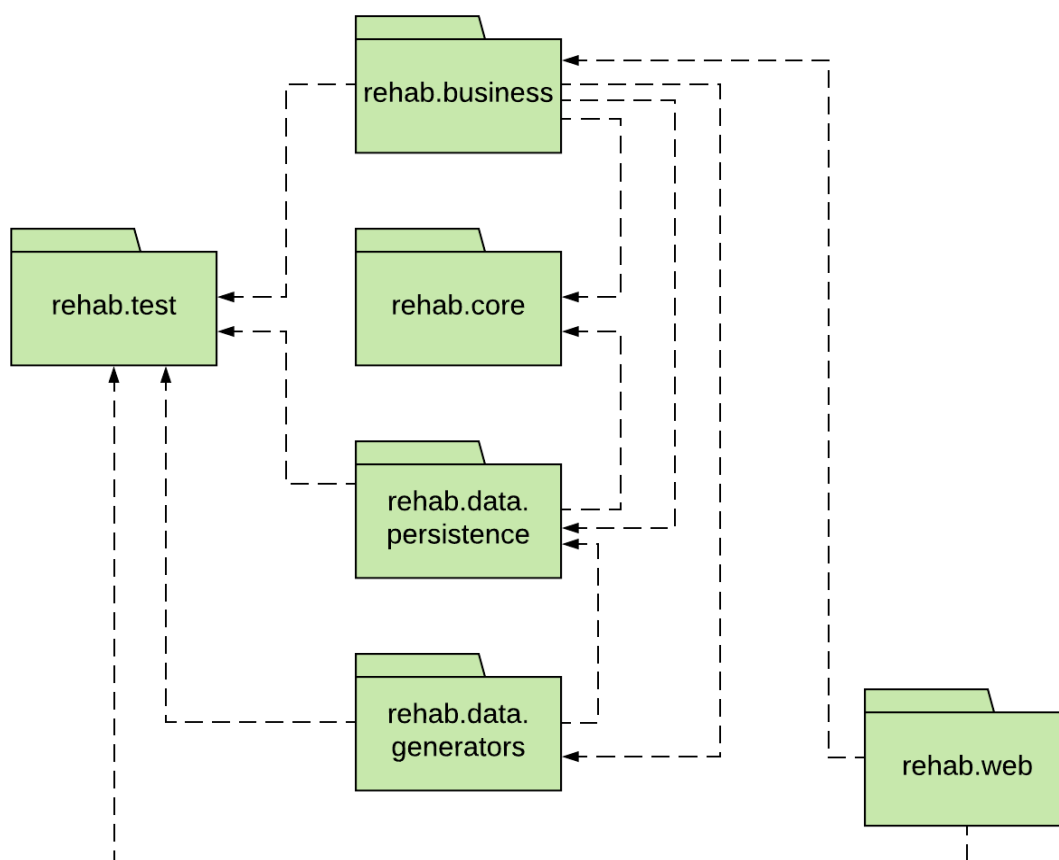 rehab.business
rehab.test
rehab.core
rehab.data.
persistence
rehab.data.
generators
rehab.web